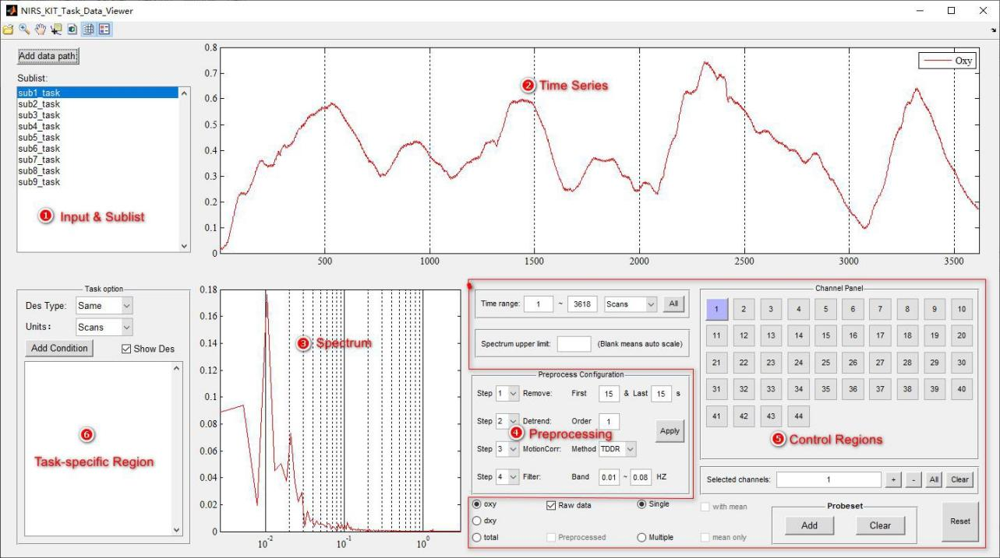 NIRS_KIT_Task_Data_Viewer
Add data path
Sublist:
sub1_task
sub2_task
sub3_task
sub4_task
sub5_task
sub6_task
sub7_task
sub8_task
sub9_task
1 Input & Sublist
0.8
0.7
0.6
0.5
0.4
0.3
0.2
0.1
0
500
1000
1500
2000
2500
3000
3500
2 Time Series
Oxy
Task option
Des Type: Same
Units: Scans
Add Condition Show Des
6
Task-specific Region
0.18
0.16
0.14
0.12
0.1
0.08
0.06
0.04
0.02
0
10-2
10-1
100
3 Spectrum
Time range: 1 ~ 3618 Scans All
Spectrum upper limit: (Blank means auto scale)
Preprocess Configuration
Step 1 Remove: First 15 & Last 15 s
Step 2 Detrend: Order 1
4 Preprocessing
Apply
Step 3 MotionCorr: Method TDDR
Step 4 Filter: Band 0.01 ~ 0.08 HZ
Channel Panel
1 2 3 4 5 6 7 8 9 10
11 12 13 14 15 16 17 18 19 20
21 22 23 24 25 26 27 28 29 30
31 32 33 34 35 36 37 38 39 40
41 42 43 44
5 Control Regions
Selected channels: 1 + - All Clear
oxy Raw data Single with mean
dxy
total Preprocessed Multiple mean only
Probeset
Add Clear
Reset